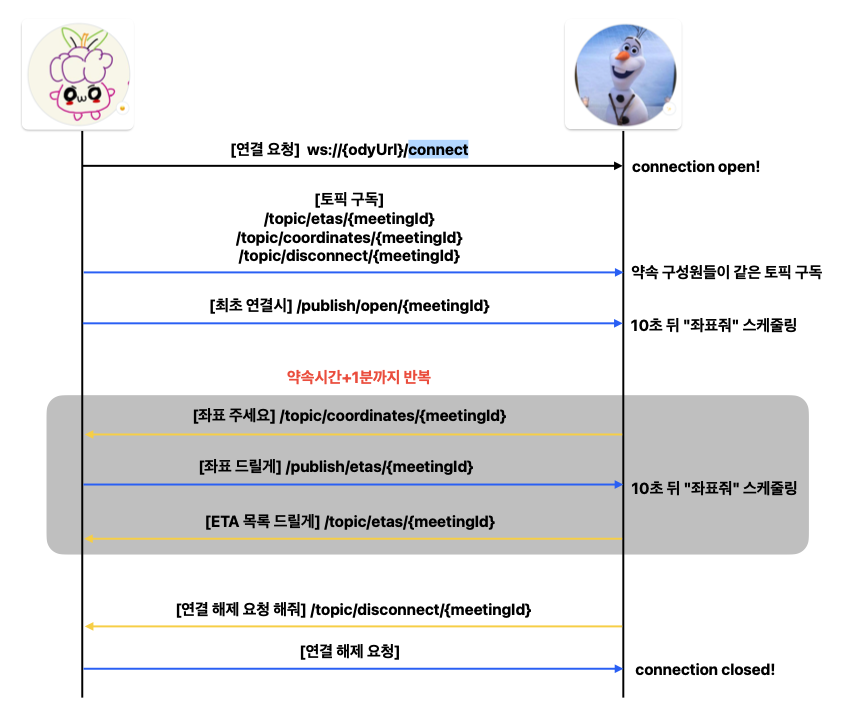 [연결 요청]  ws://{odyUrl}/connect
connection open!
[토픽 구독]
/topic/etas/{meetingId}
/topic/coordinates/{meetingId}
/topic/disconnect/{meetingId}
약속 구성원들이 같은 토픽 구독
[최초 연결시] /publish/open/{meetingId}
10초 뒤 "좌표줘" 스케줄링
약속시간+1분까지 반복
[좌표 주세요] /topic/coordinates/{meetingId}
[좌표 드릴게] /publish/etas/{meetingId}
10초 뒤 "좌표줘" 스케줄링
[ETA 목록 드릴게] /topic/etas/{meetingId}
[연결 해제 요청 해줘] /topic/disconnect/{meetingId}
[연결 해제 요청]
connection closed!